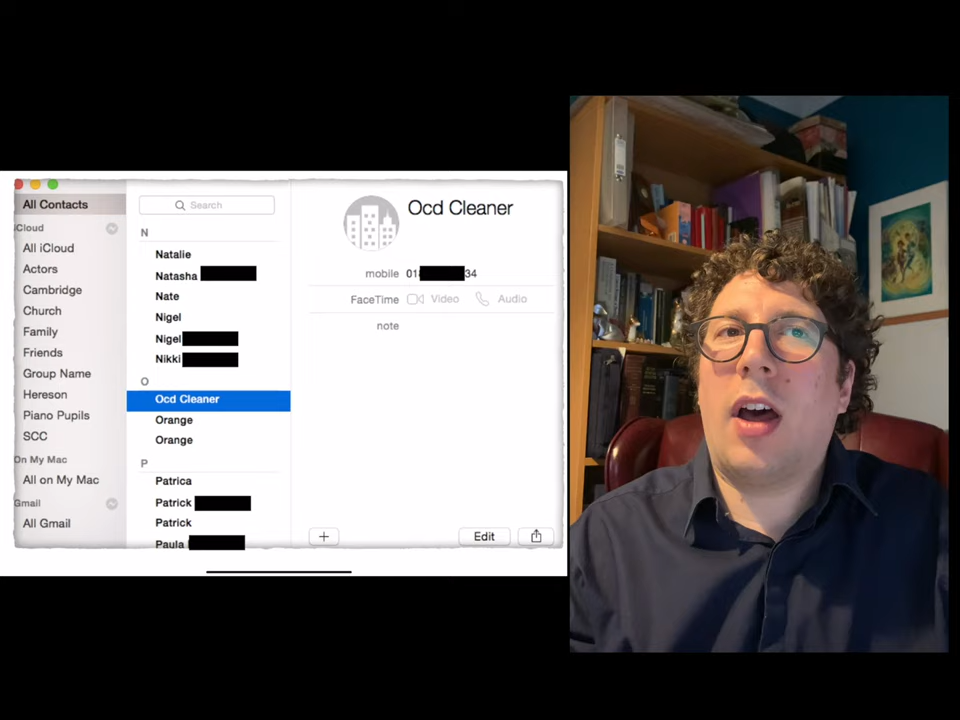 All Contacts
iCloud
All iCloud
Actors
Cambridge
Church
Family
Friends
Group Name
Hereson
Piano Pupils
SCC
On My Mac
All on My Mac
Gmail
All Gmail
Search
N
Natalie
Natasha
Nate
Nigel
Nigel
Nikki
O
Ocd Cleaner
Orange
Orange
P
Patrica
Patrick
Patrick
Paula
Ocd Cleaner
mobile 01 34
FaceTime Video Audio
note
+ Edit